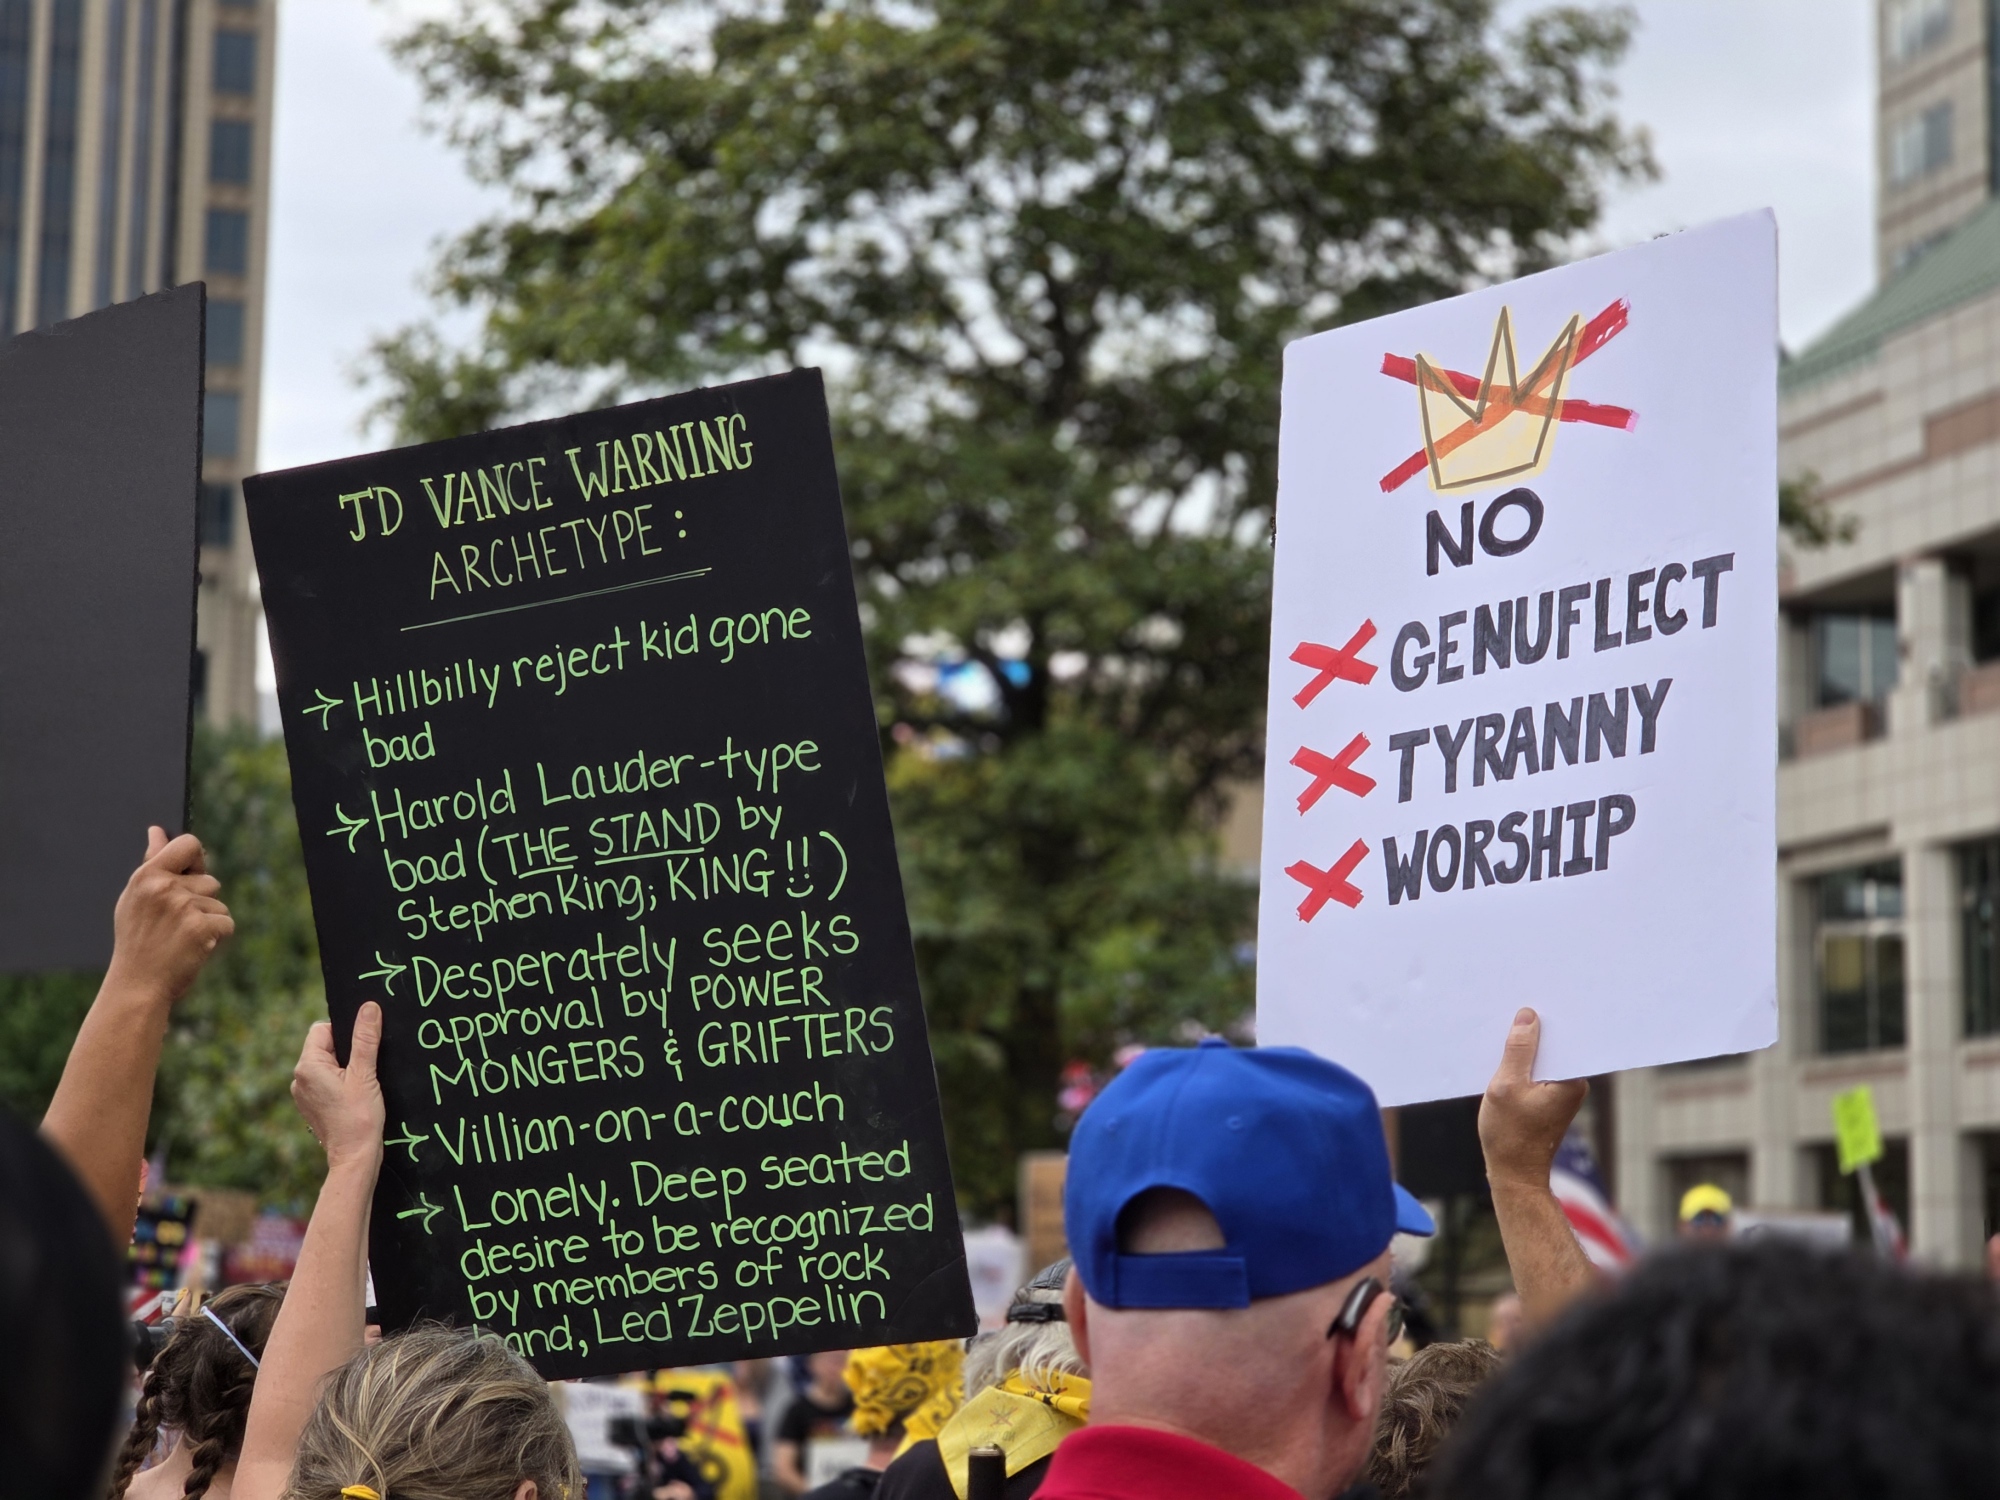 JD VANCE WARNING
ARCHETYPE:
→ Hillbilly reject kid gone
bad
→ Harold Lauder-type
bad (THE STAND by
Stephen King; KING!!)
→ Desperately seeks
approval by POWER
MONGERS & GRIFTERS
→ Villian-on-a-couch
→ Lonely. Deep seated
desire to be recognized
by members of rock
band, Led Zeppelin
NO
X GENUFLECT
X TYRANNY
X WORSHIP